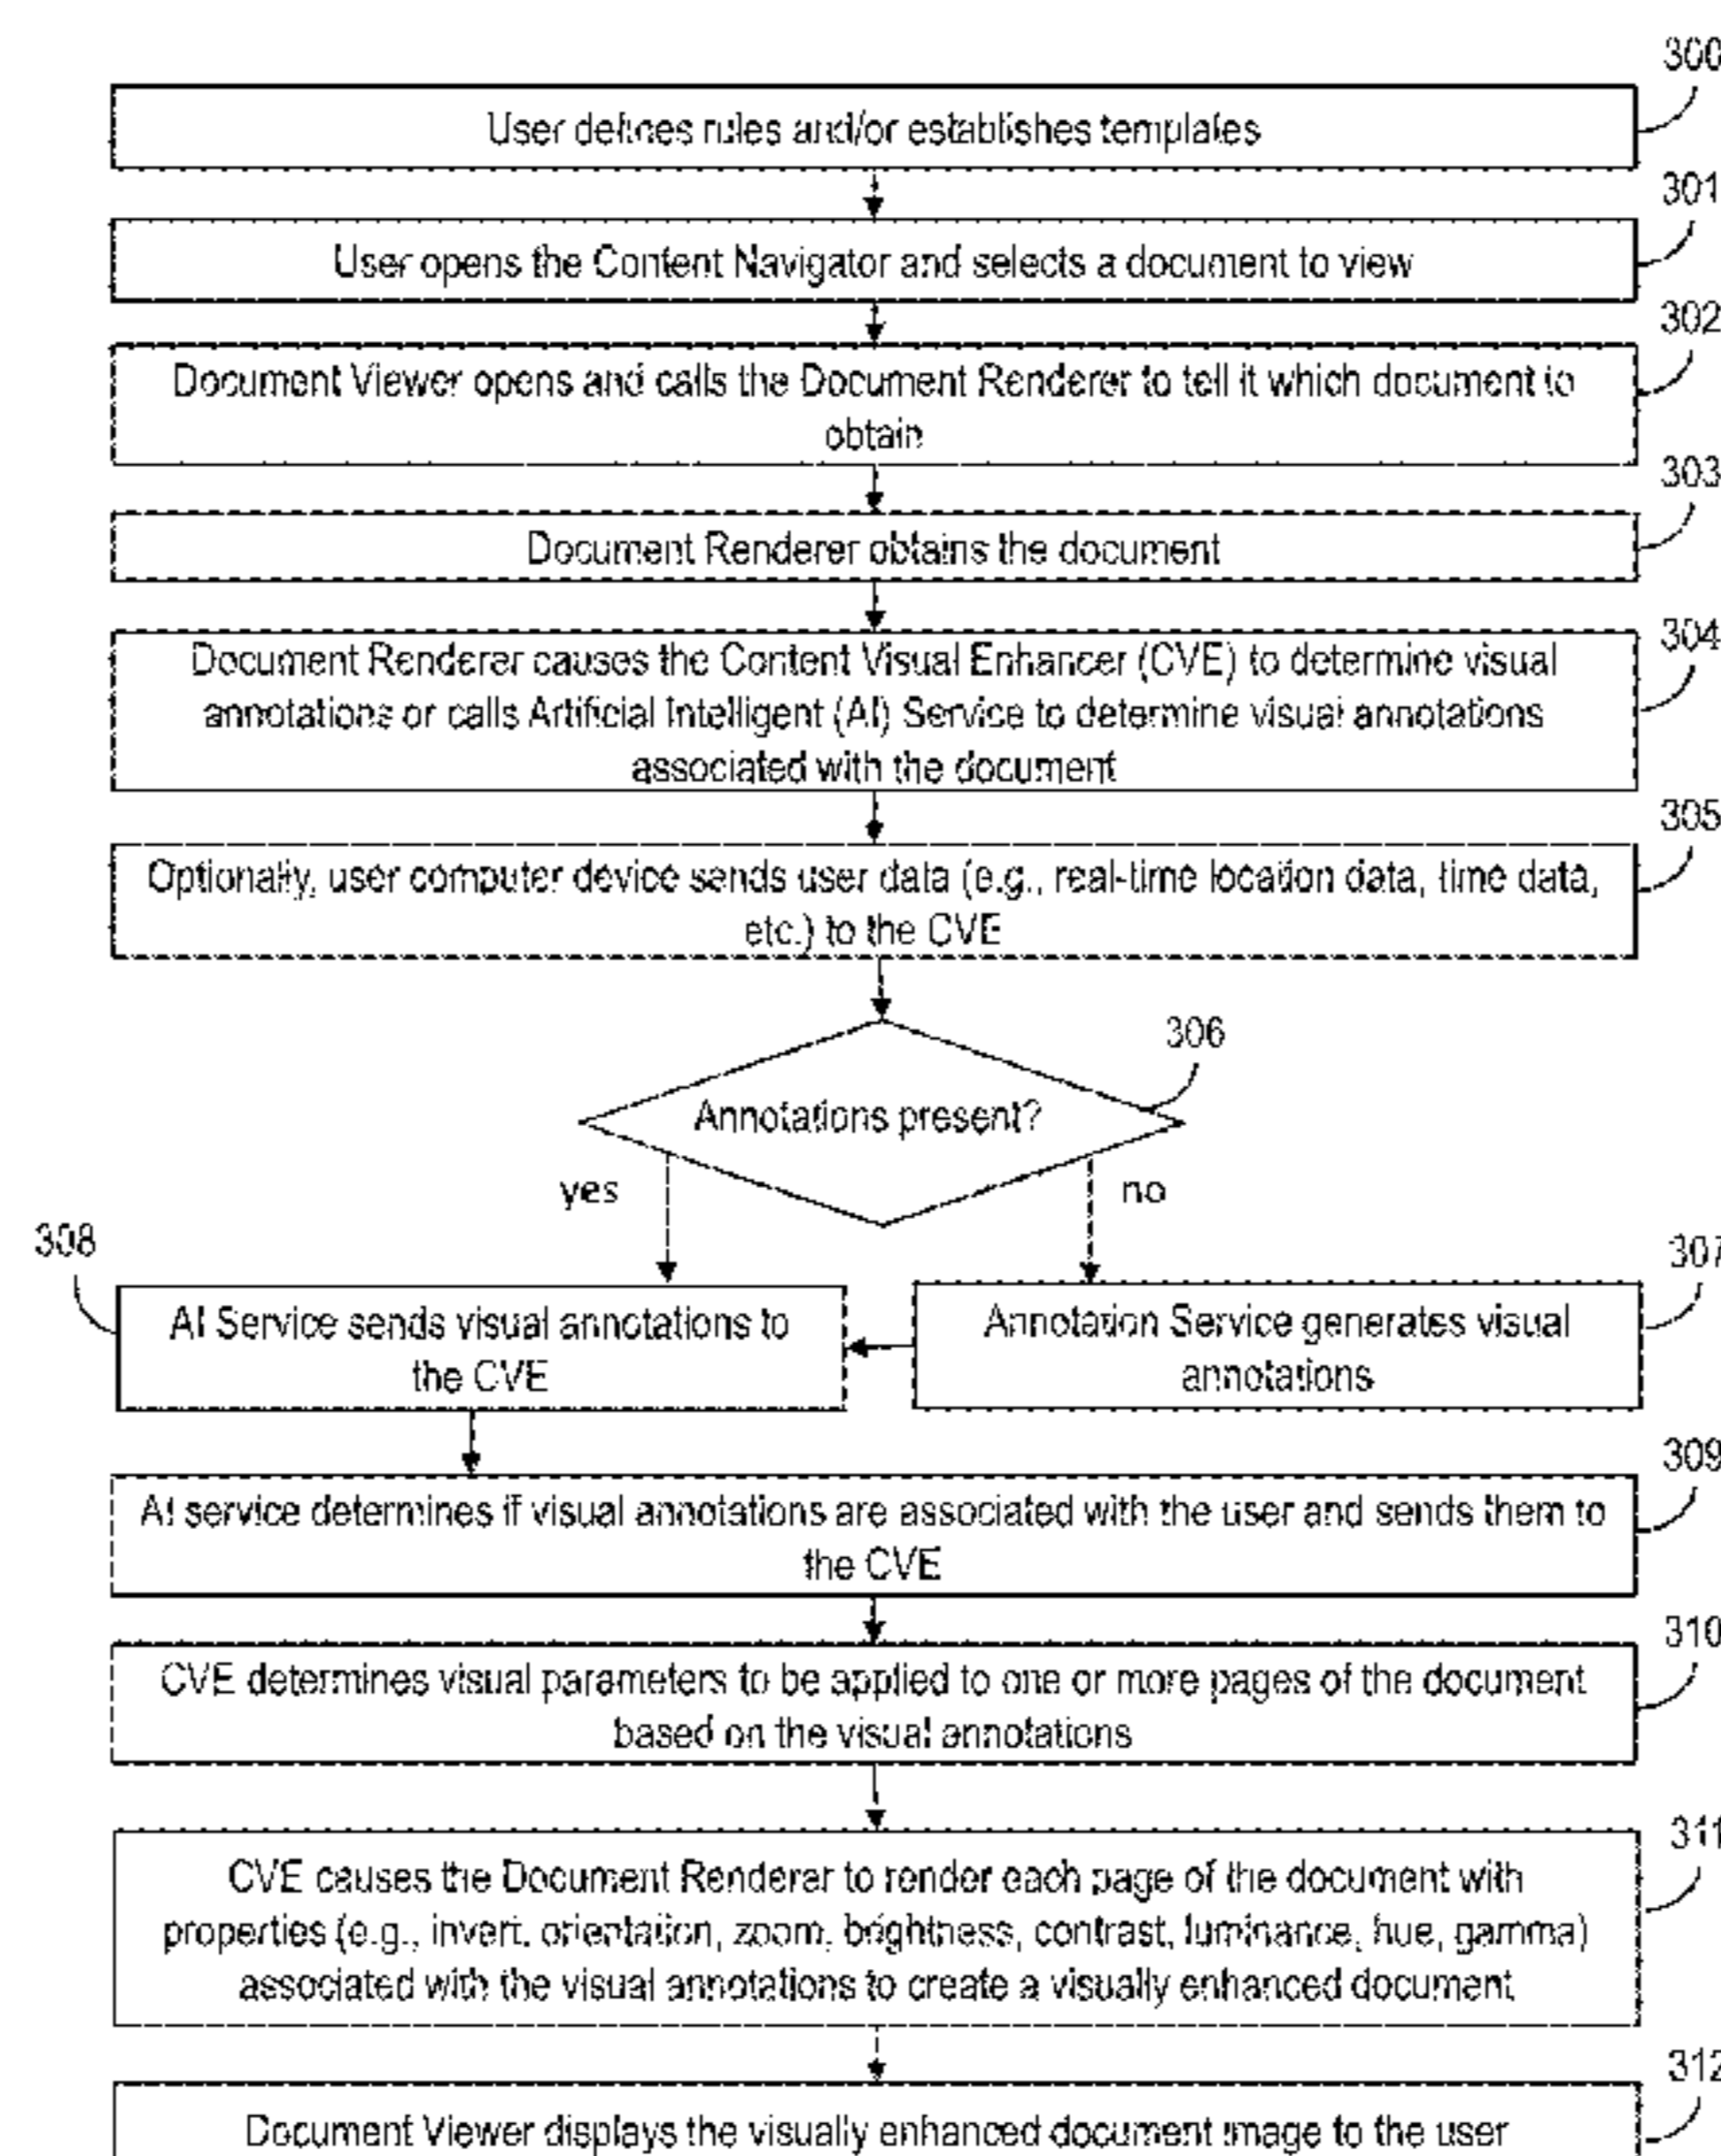 300
User defines rules and/or establishes templates
301
User opens the Content Navigator and selects a document to view
302
Document Viewer opens and calls the Document Renderer to tell it which document to
obtain
303
Document Renderer obtains the document
304
Document Renderer causes the Content Visual Enhancer (CVE) to determine visual
annotations or calls Artificial Intelligent (AI) Service to determine visual annotations
associated with the document
305
Optionally, user computer device sends user data (e.g., real-time location data, time data,
etc.) to the CVE
306
Annotations present?
yes
no
308
307
AI Service sends visual annotations to
the CVE
Annotation Service generates visual
annotations
309
AI service determines if visual annotations are associated with the user and sends them to
the CVE
310
CVE determines visual parameters to be applied to one or more pages of the document
based on the visual annotations
311
CVE causes the Document Renderer to render each page of the document with
properties (e.g., invert, orientation, zoom, brightness, contrast, luminance, hue, gamma)
associated with the visual annotations to create a visually enhanced document
312
Document Viewer displays the visually enhanced document image to the user